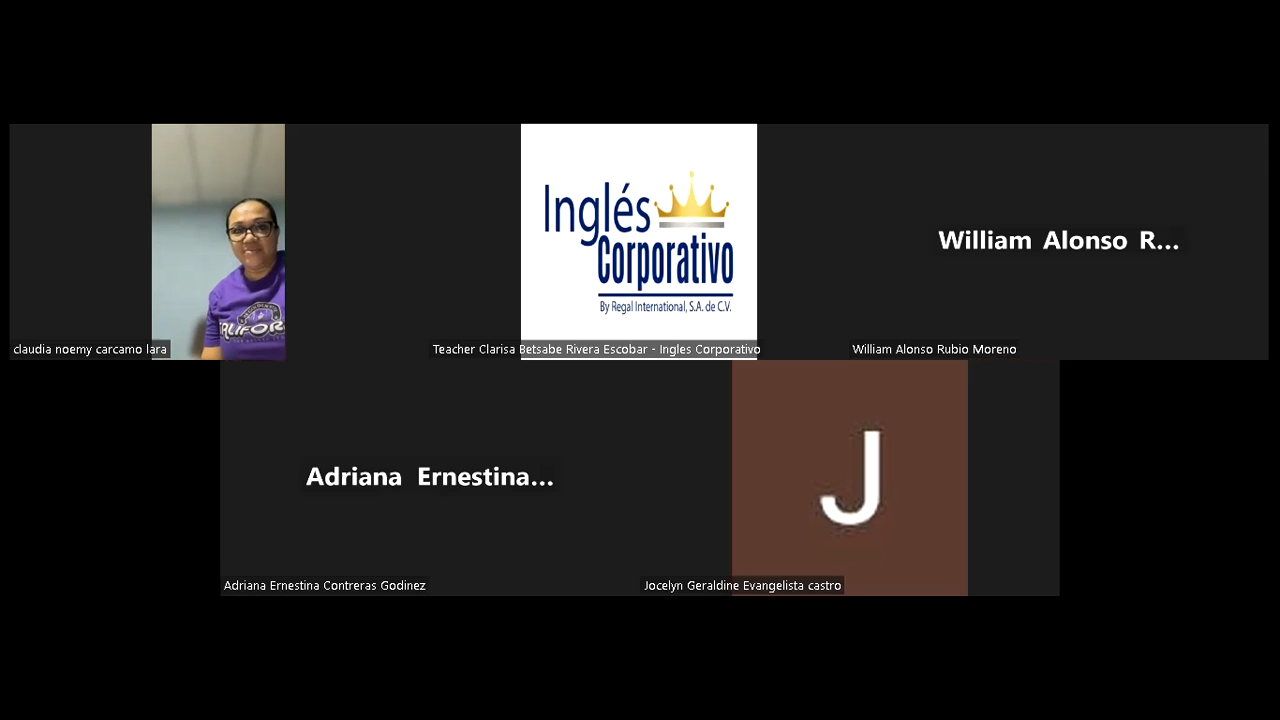 Inglés
Corporativo
By Regal International, S.A. de C.V.
William Alonso R...
claudia noemy carcamo lara
Teacher Clarisa Betsabe Rivera Escobar - Ingles Corporativo
William Alonso Rubio Moreno
Adriana Ernestina...
J
Adriana Ernestina Contreras Godinez
Jocelyn Geraldine Evangelista castro